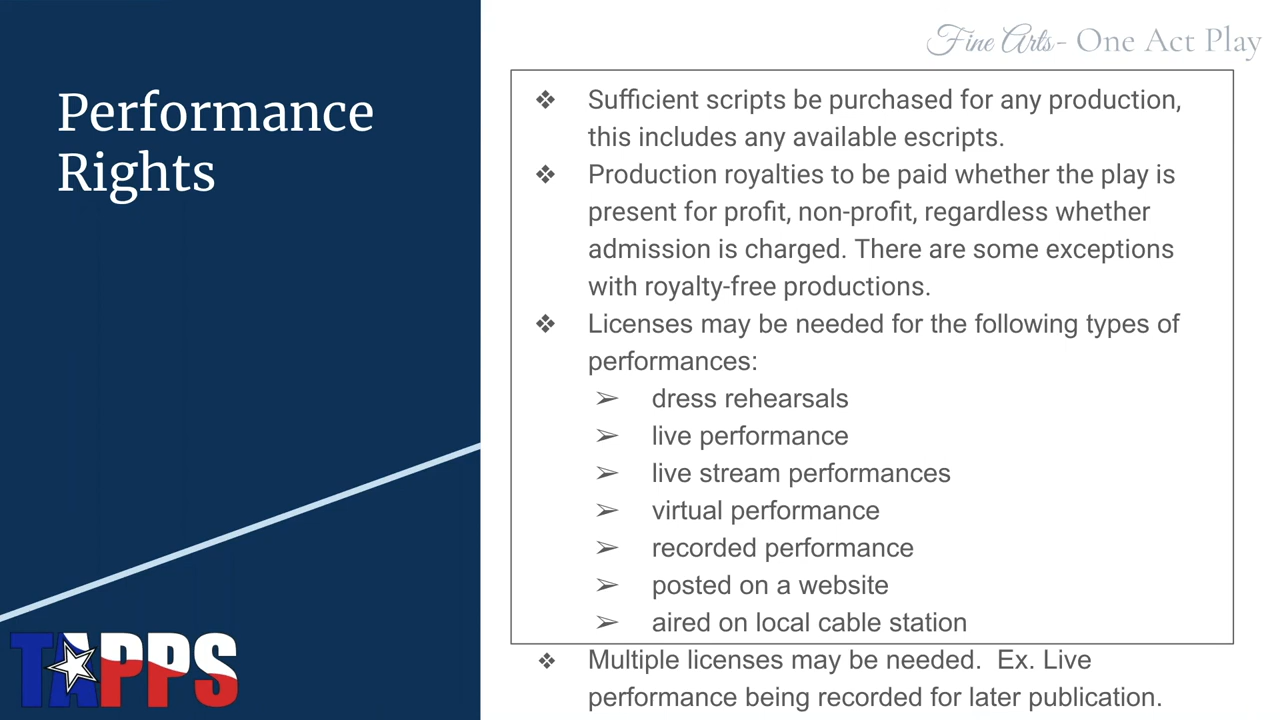 Fine Arts- One Act Play
Performance
Rights
❖ Sufficient scripts be purchased for any production,
this includes any available escripts.
❖ Production royalties to be paid whether the play is
present for profit, non-profit, regardless whether
admission is charged. There are some exceptions
with royalty-free productions.
❖ Licenses may be needed for the following types of
performances:
➢ dress rehearsals
➢ live performance
➢ live stream performances
➢ virtual performance
➢ recorded performance
➢ posted on a website
➢ aired on local cable station
❖ Multiple licenses may be needed.  Ex. Live
performance being recorded for later publication.
TAPPS